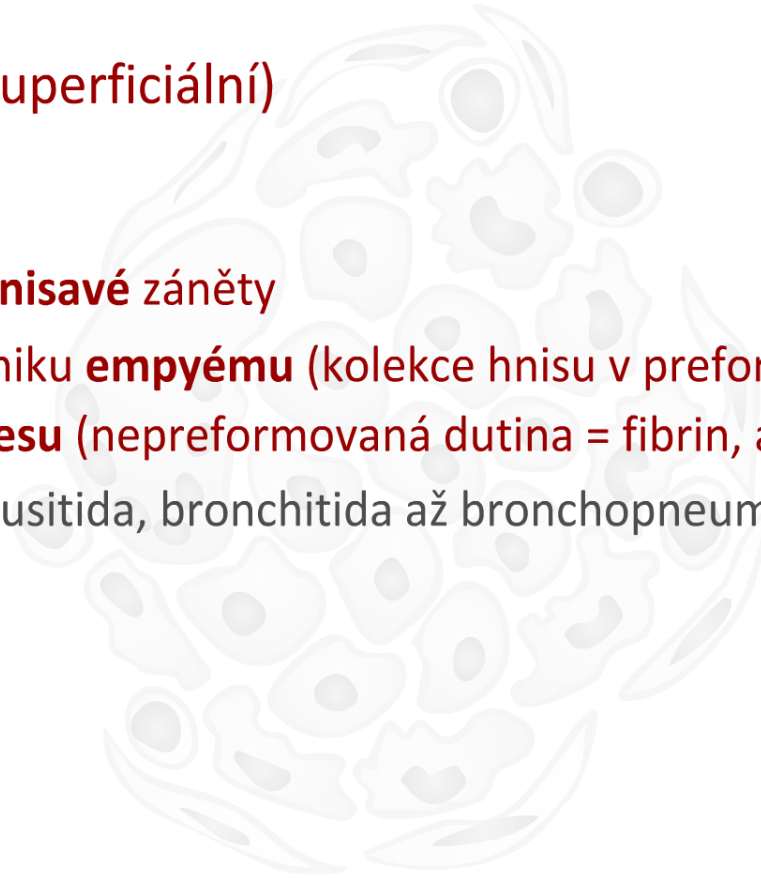 uperficiální)
nisavé záněty
niku empyému (kolekce hnisu v prefor
esu (nepreformovaná dutina = fibrin, a
usitida, bronchitida až bronchopneum